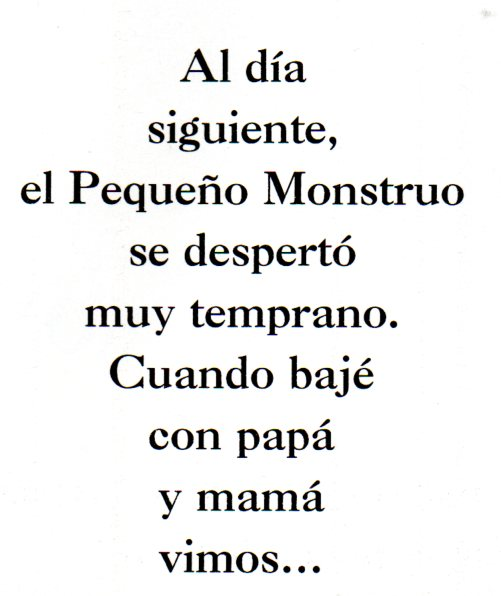 Al día
siguiente,
el Pequeño Monstruo
se despertó
muy temprano.
Cuando bajé
con papá
y mamá
vimos...